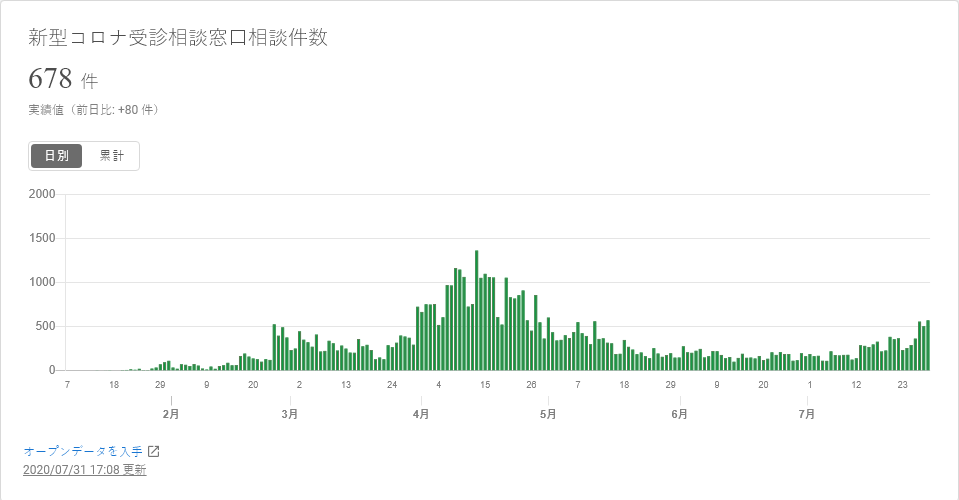 新型コロナ受診相談窓口相談件数
678 件
実績値（前日比: +80 件）
日別 累計
2000
1500
1000
500
0
7 18 29 9 20 2 13 24 4 15 26 7 18 29 9 20 1 12 23
2月 3月 4月 5月 6月 7月
オープンデータを入手
2020/07/31 17:08 更新